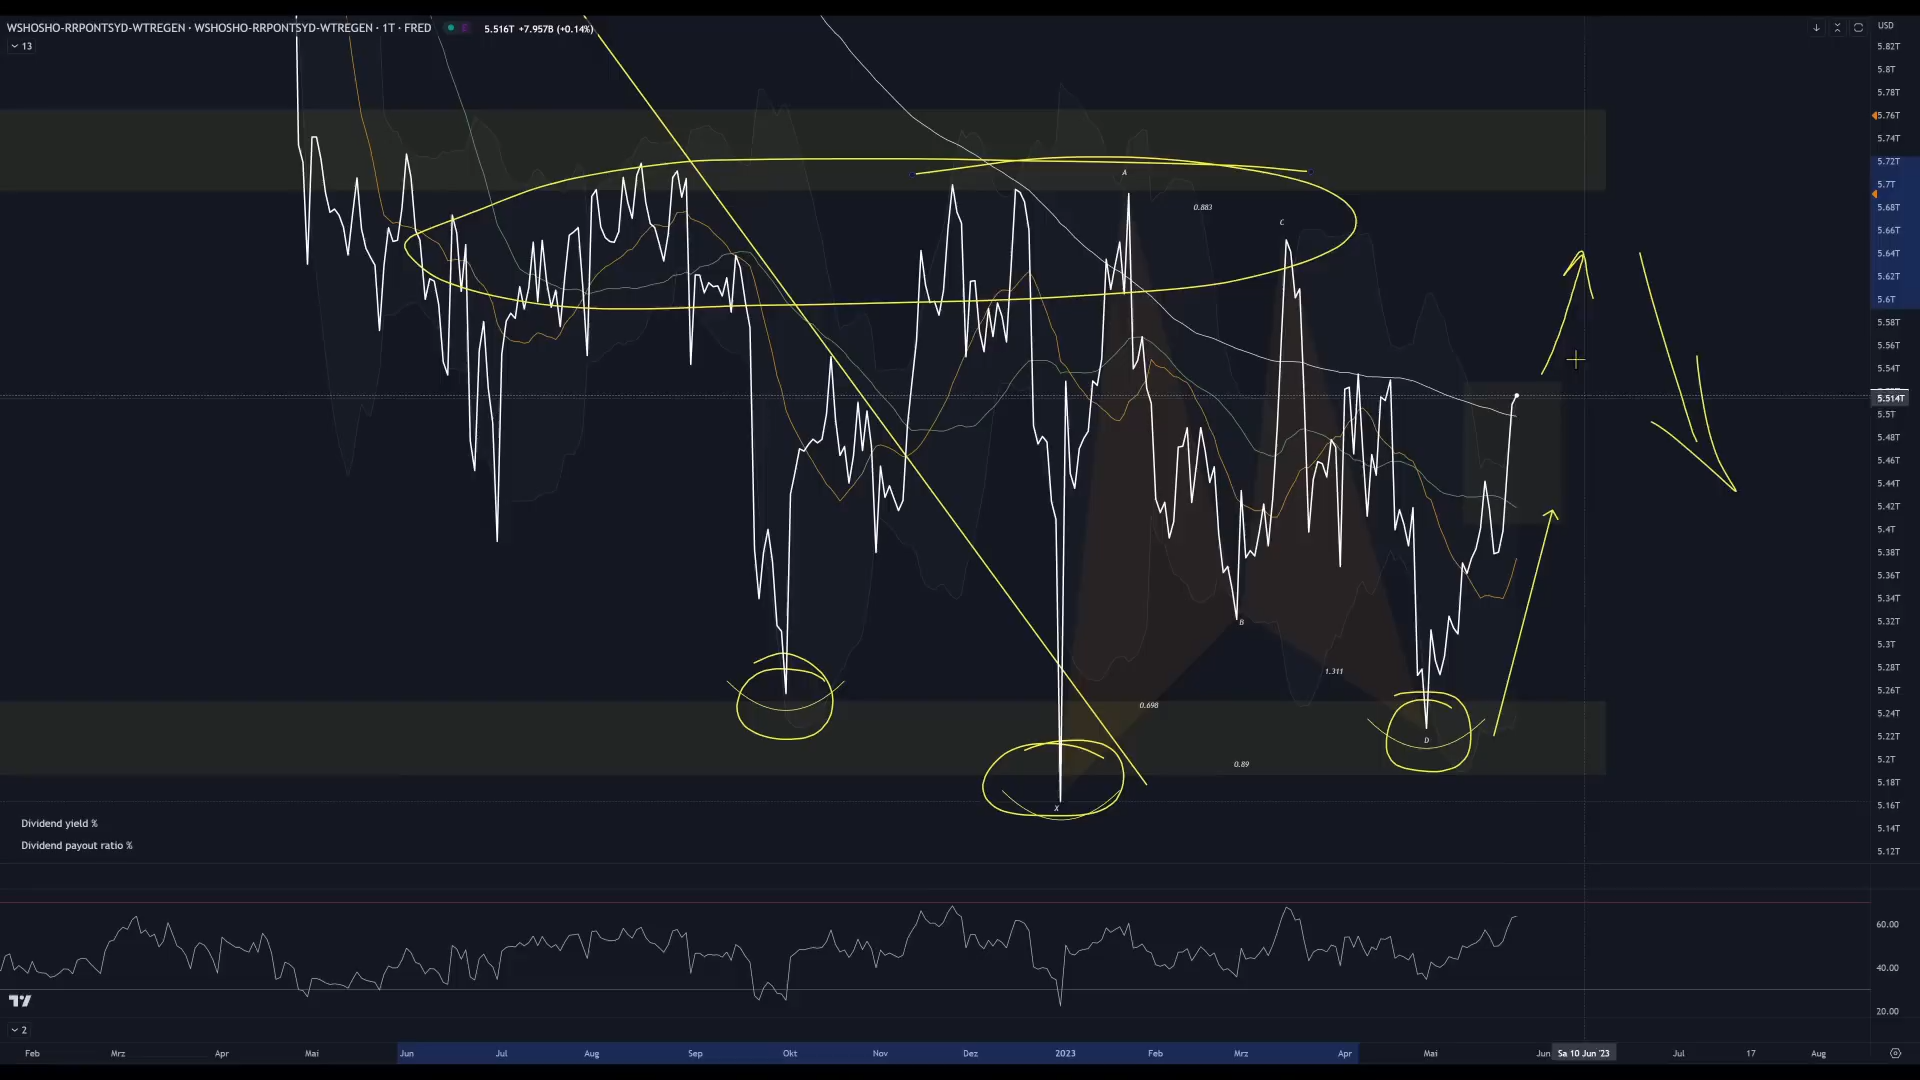 WSHOSHO-RRPONTSYD-WTREGEN · WSHOSHO-RRPONTSYD-WTREGEN · 1T · FRED E 5.516T +7.957B (+0.14%)
13
USD
5.82T
5.8T
5.78T
5.76T
5.74T
5.72T
5.7T
5.68T
5.66T
5.64T
5.62T
5.6T
5.58T
5.56T
5.54T
5.514T
5.5T
5.48T
5.46T
5.44T
5.42T
5.4T
5.38T
5.36T
5.34T
5.32T
5.3T
5.28T
5.26T
5.24T
5.22T
5.2T
5.18T
5.16T
5.14T
5.12T
A
0.883
C
B
1.311
0.698
D
0.89
X
Dividend yield %
Dividend payout ratio %
60.00
40.00
20.00
2
Feb Mrz Apr Mai Jun Jul Aug Sep Okt Nov Dez 2023 Feb Mrz Apr Mai Jun Sa 10 Jun '23 Jul 17 Aug